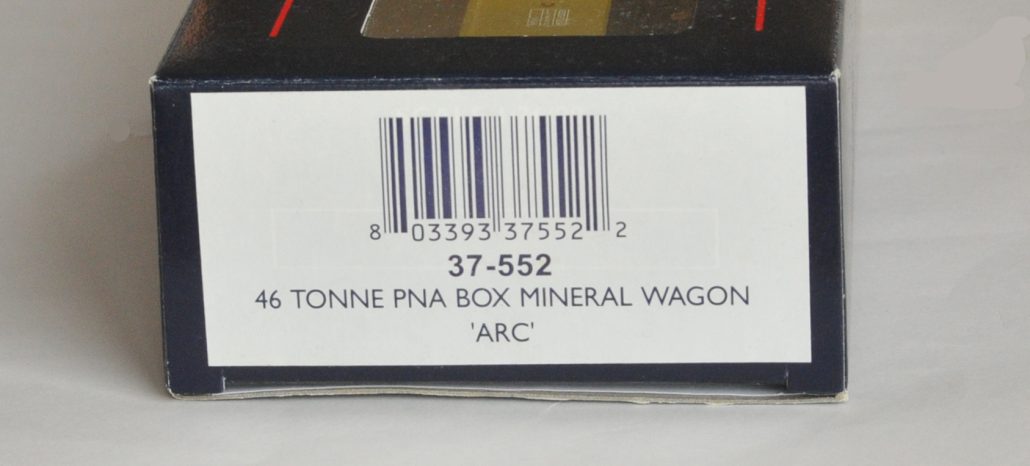 8 03393 37552 2
37-552
46 TONNE PNA BOX MINERAL WAGON
'ARC'